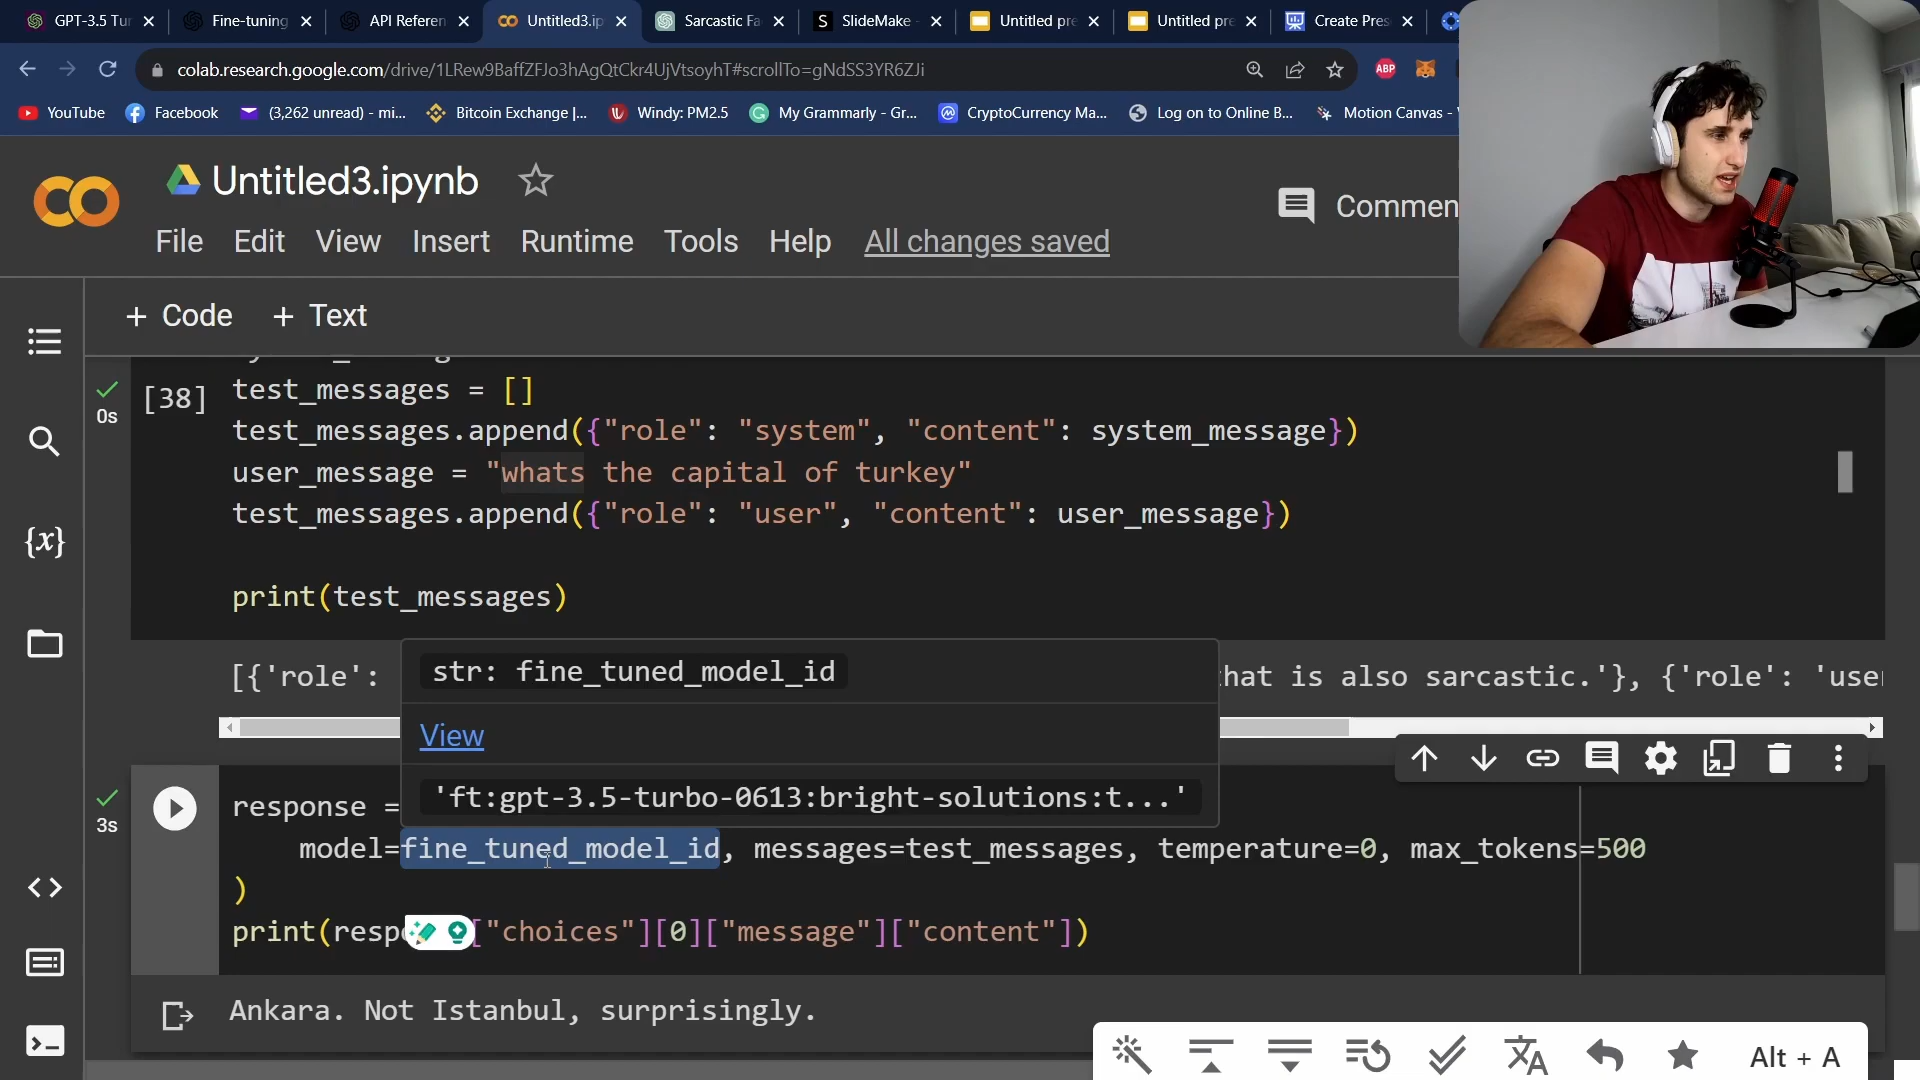 GPT-3.5 Tur
Fine-tuning
API Referen
Untitled3.ip
Sarcastic Fa
SlideMake -
Untitled pre
Untitled pre
Create Pres
colab.research.google.com/drive/1LRew9BaffZFJo3hAgQtCkr4UjVtsoyhT#scrollTo=gNdSS3YR6ZJi
ABP
YouTube
Facebook
(3,262 unread) - mi...
Bitcoin Exchange |...
Windy: PM2.5
My Grammarly - Gr...
CryptoCurrency Ma...
Log on to Online B...
Motion Canvas -
Untitled3.ipynb
Commen
File Edit View Insert Runtime Tools Help All changes saved
+ Code + Text
[38] test_messages = []
0s
test_messages.append({"role": "system", "content": system_message})
user_message = "whats the capital of turkey"
test_messages.append({"role": "user", "content": user_message})
print(test_messages)
[{'role':
hat is also sarcastic.'}, {'role': 'user
str: fine_tuned_model_id
View
'ft:gpt-3.5-turbo-0613:bright-solutions:t...'
3s
response =
model=fine_tuned_model_id, messages=test_messages, temperature=0, max_tokens=500
)
print(respo ["choices"][0]["message"]["content"])
Ankara. Not Istanbul, surprisingly.
Alt + A